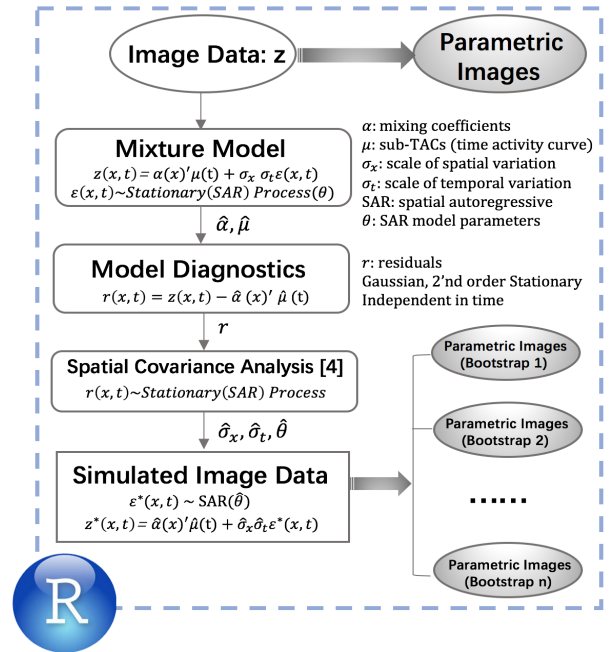 Image Data: z
Parametric
Images
Mixture Model
z(x,t)=α(x)′μ(t) + σₓ σₜε(x,t)
ε(x,t)~Stationary(SAR) Process(θ)
α: mixing coefficients
μ: sub-TACs (time activity curve)
σₓ: scale of spatial variation
σₜ: scale of temporal variation
SAR: spatial autoregressive
θ: SAR model parameters
α̂, μ̂
Model Diagnostics
r(x,t) = z(x,t) − α̂ (x)′ μ̂ (t)
r: residuals
Gaussian, 2'nd order Stationary
Independent in time
r
Spatial Covariance Analysis [4]
r(x,t)~Stationary(SAR) Process
σ̂ₓ, σ̂ₜ, θ̂
Simulated Image Data
ε*(x,t) ~ SAR(θ̂)
z*(x,t)=α̂(x)′μ̂(t) + σ̂ₓσ̂ₜε*(x,t)
Parametric Images
(Bootstrap 1)
Parametric Images
(Bootstrap 2)
……
Parametric Images
(Bootstrap n)
R